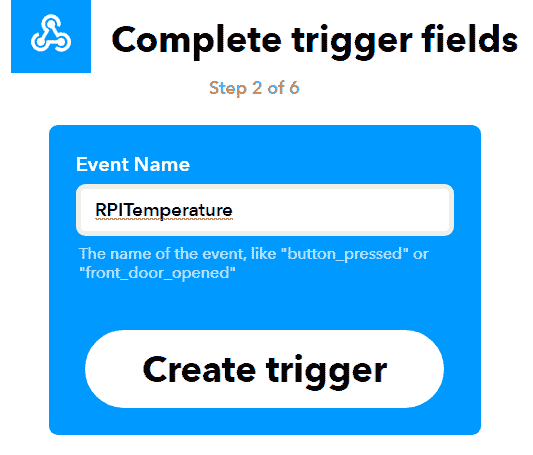 Complete trigger fields
Step 2 of 6
Event Name
RPITemperature
The name of the event, like "button_pressed" or
"front_door_opened"
Create trigger